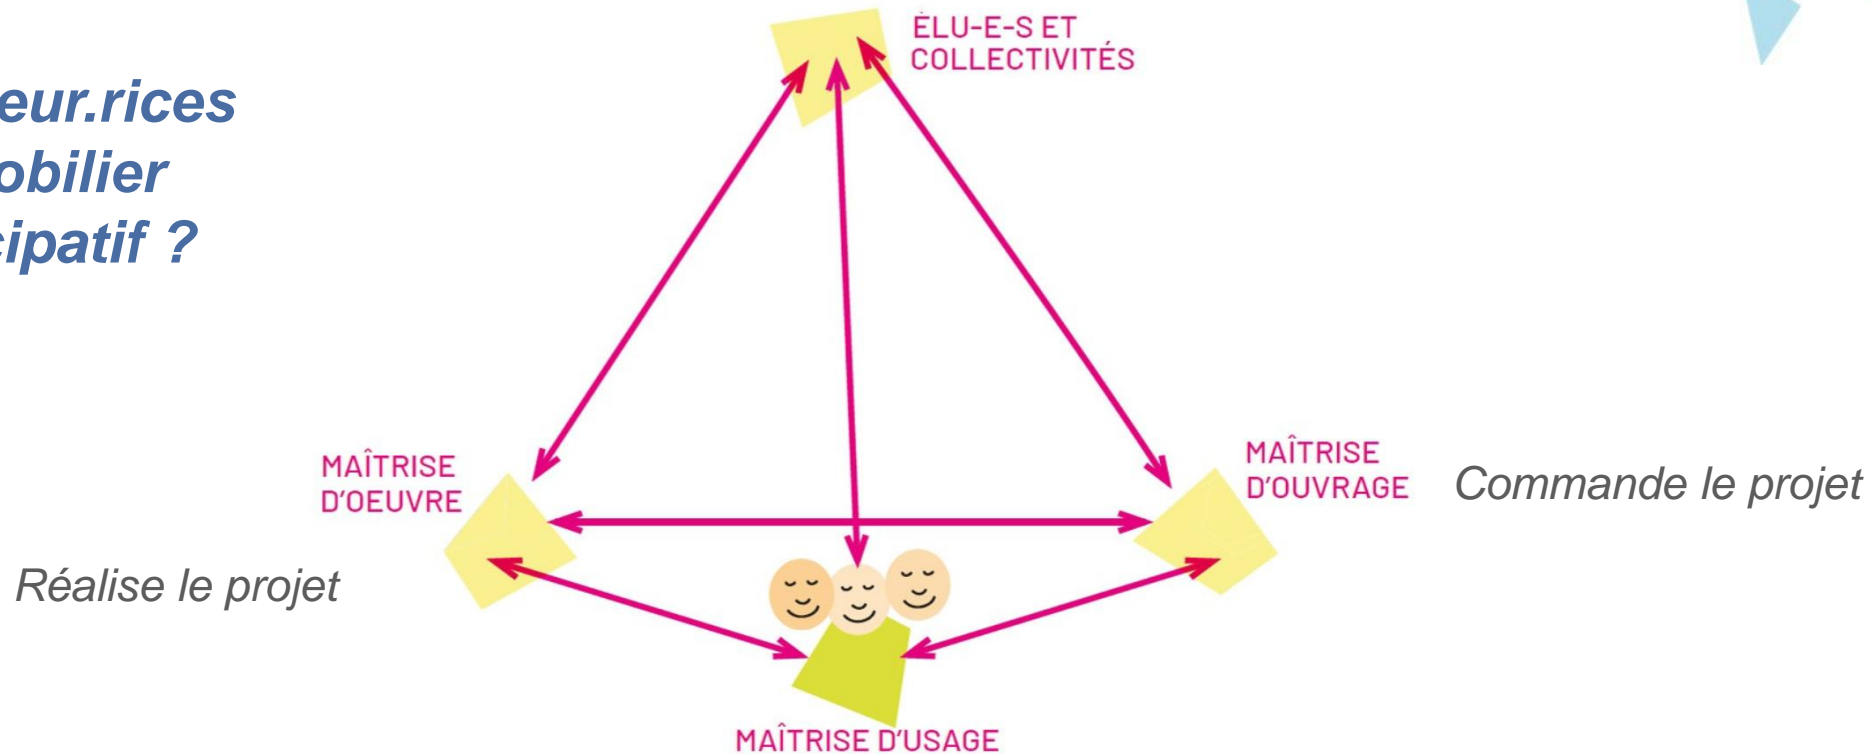 ÉLU-E-S ET
COLLECTIVITÉS
eur.rices
obilier
cipatif ?
MAÎTRISE
D'OEUVRE
MAÎTRISE
D'OUVRAGE
Commande le projet
Réalise le projet
MAÎTRISE D'USAGE